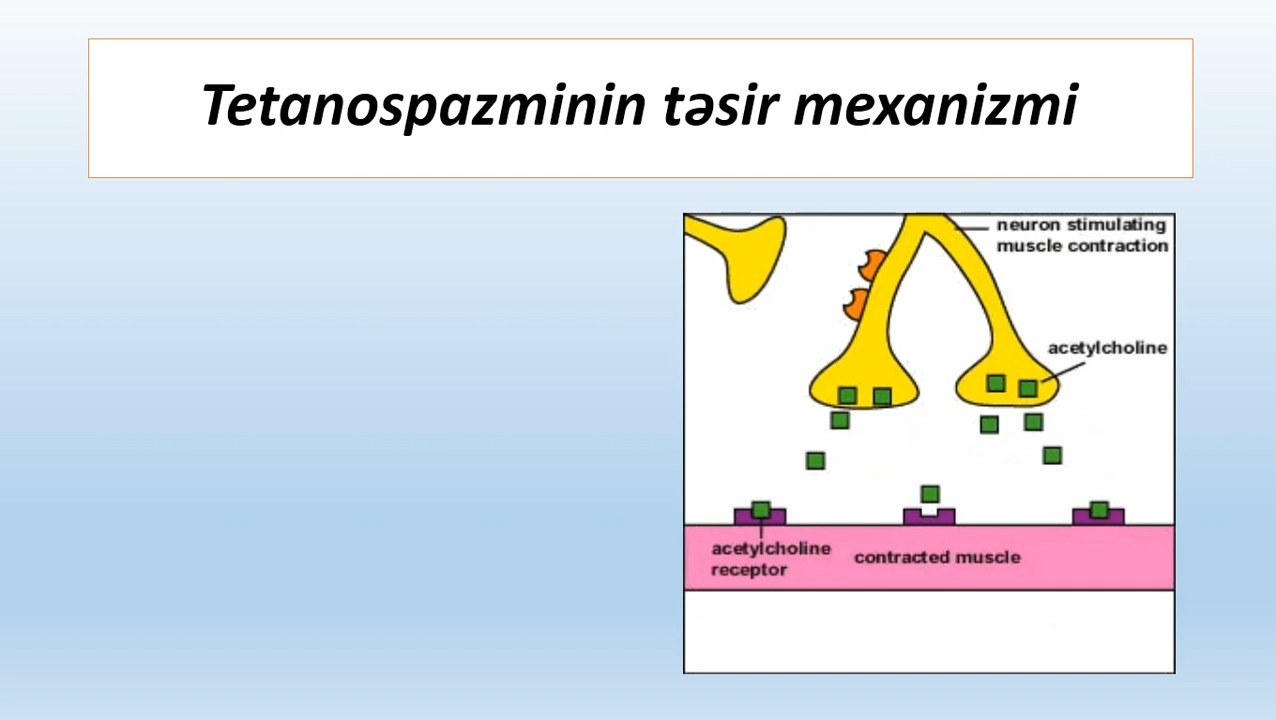 Tetanospazminin təsir mexanizmi
neuron stimulating
muscle contraction
acetylcholine
acetylcholine
receptor
contracted muscle